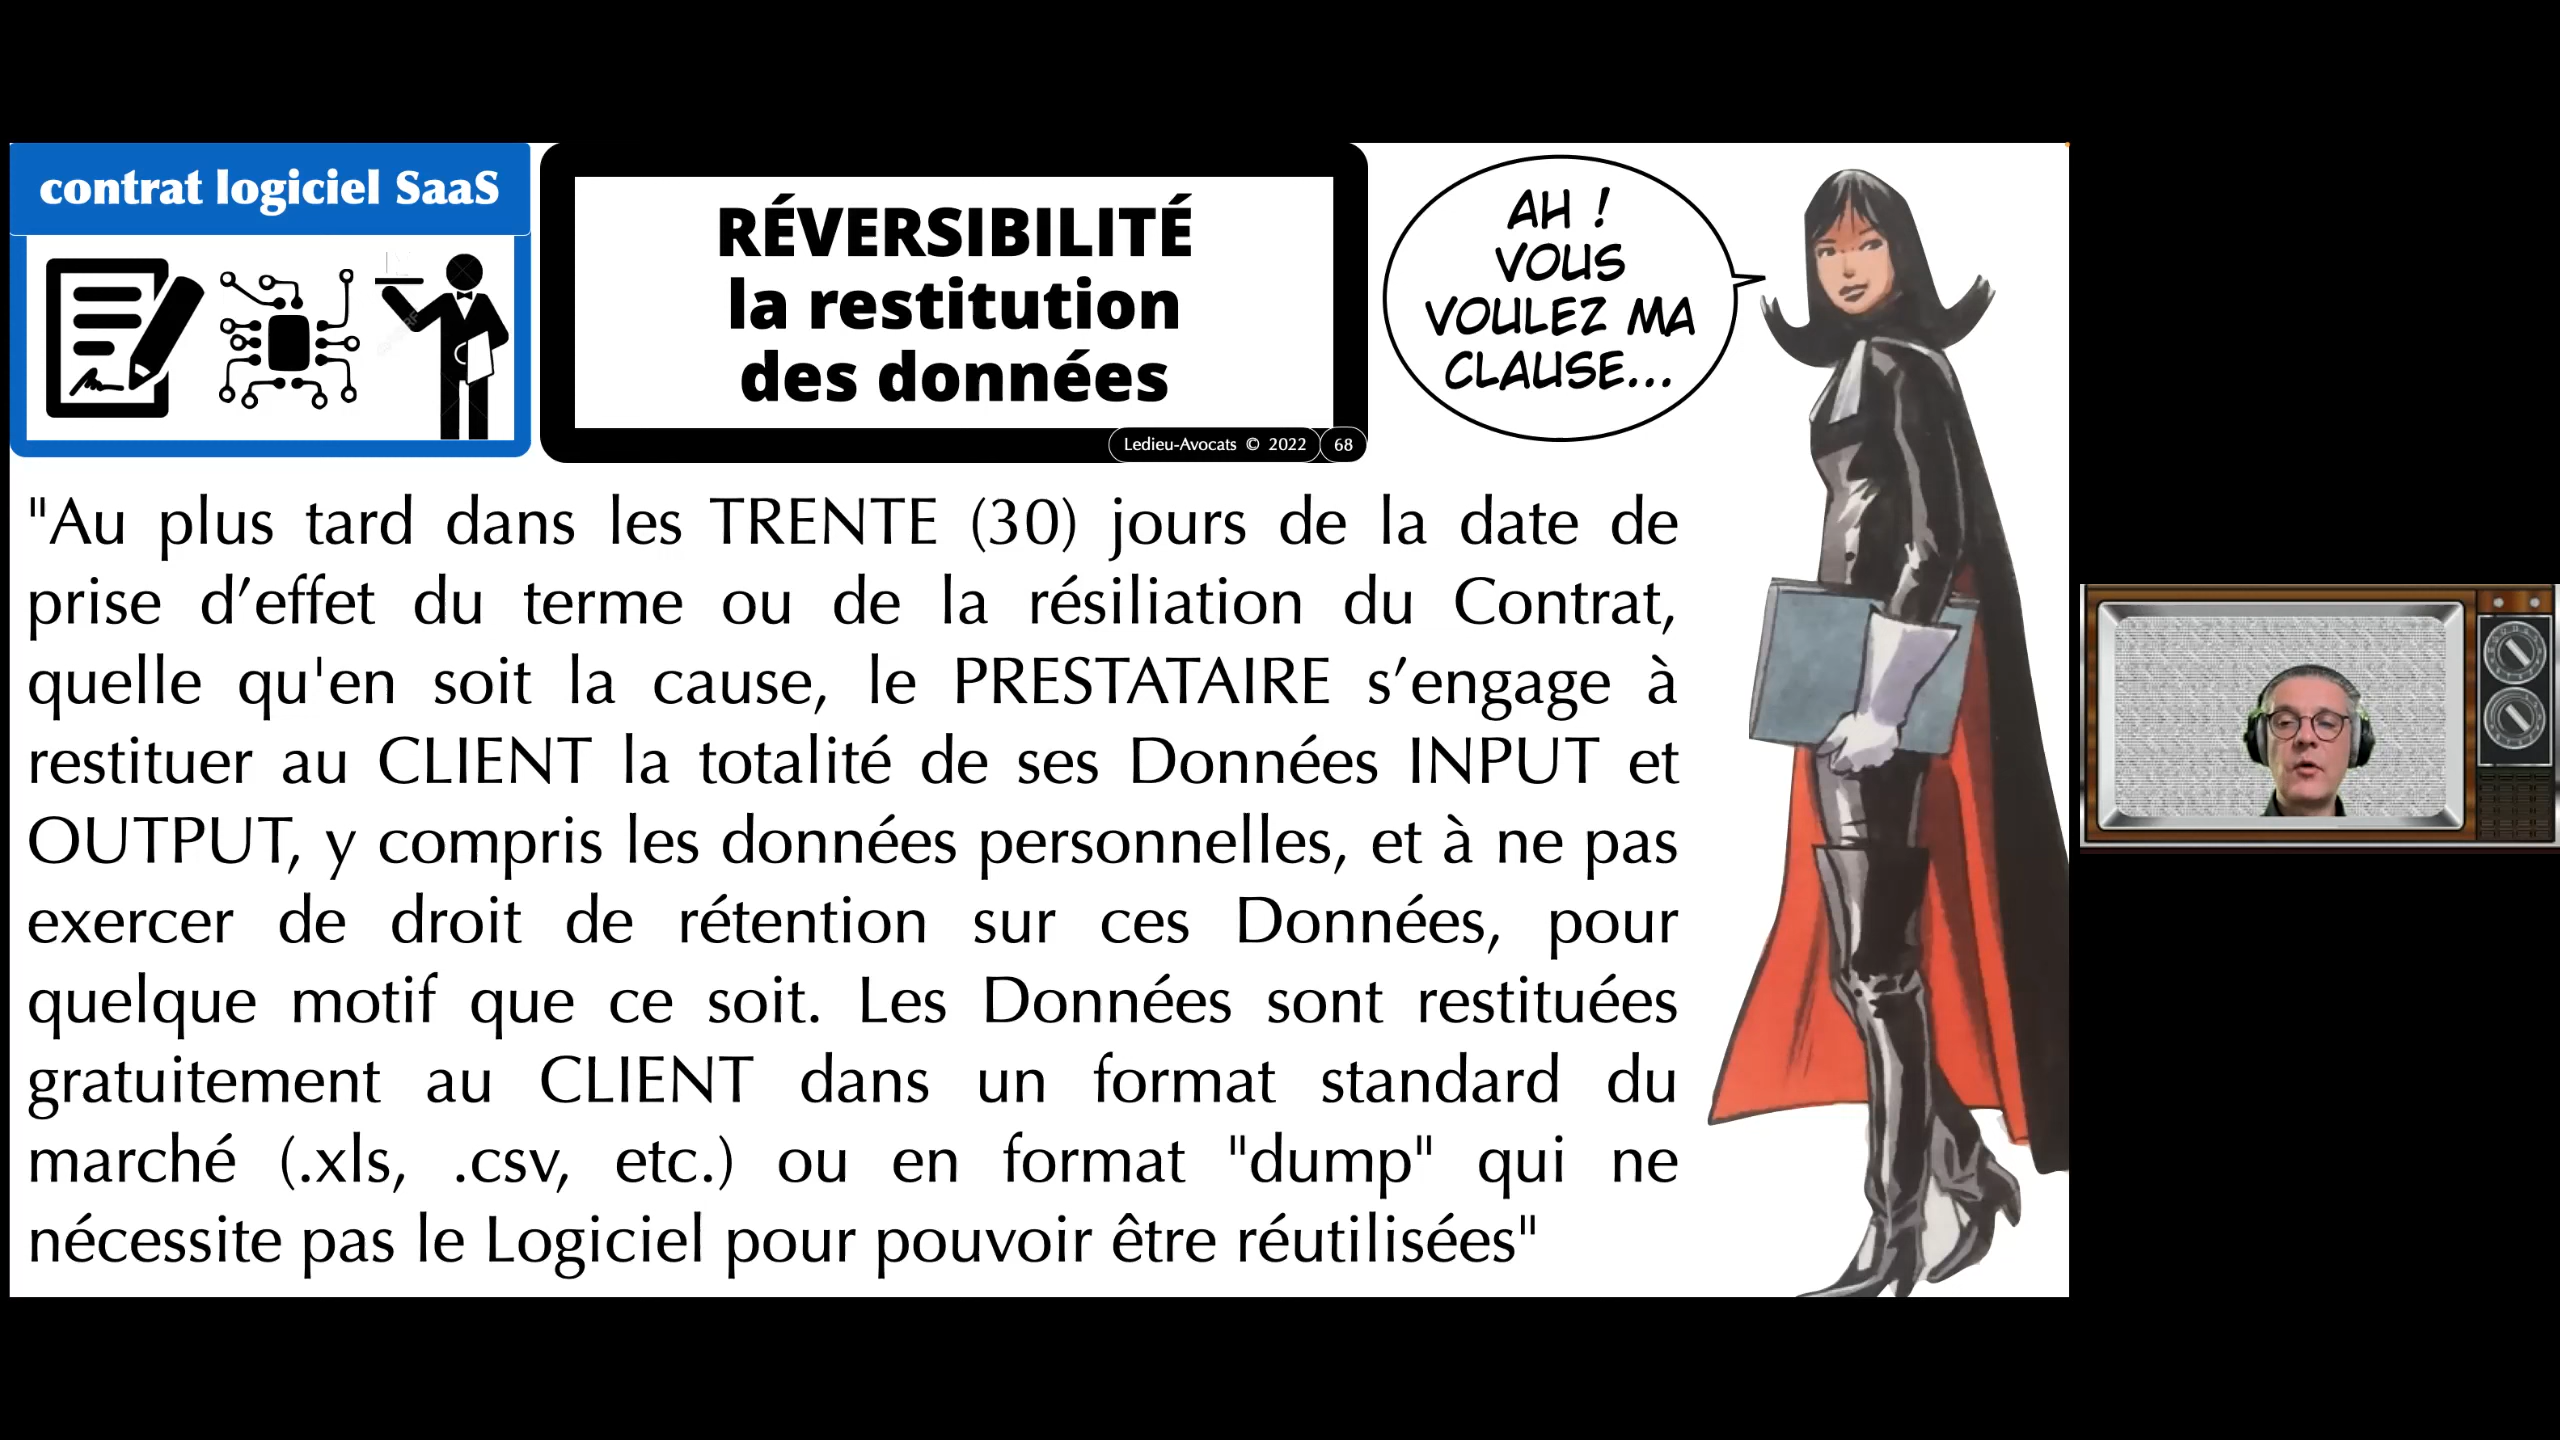 contrat logiciel SaaS
RÉVERSIBILITÉ
la restitution
des données
Ledieu-Avocats © 2022 68
AH !
VOUS
VOULEZ MA
CLAUSE...
"Au plus tard dans les TRENTE (30) jours de la date de
prise d’effet du terme ou de la résiliation du Contrat,
quelle qu'en soit la cause, le PRESTATAIRE s’engage à
restituer au CLIENT la totalité de ses Données INPUT et
OUTPUT, y compris les données personnelles, et à ne pas
exercer de droit de rétention sur ces Données, pour
quelque motif que ce soit. Les Données sont restituées
gratuitement au CLIENT dans un format standard du
marché (.xls, .csv, etc.) ou en format "dump" qui ne
nécessite pas le Logiciel pour pouvoir être réutilisées"